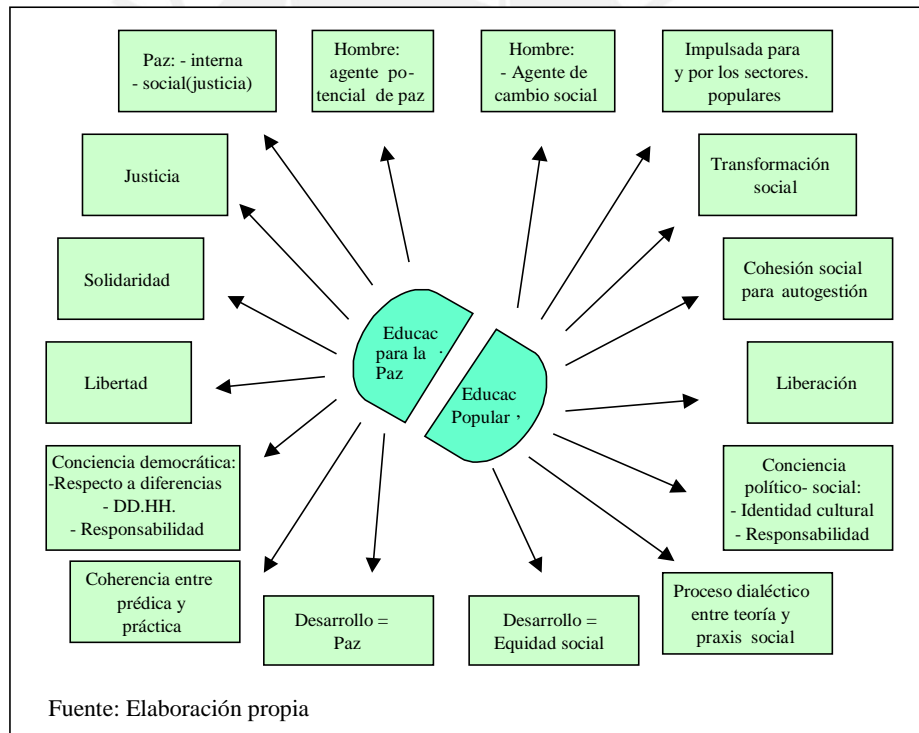 Paz: - interna
- social(justicia)
Hombre:
agente po-
tencial de paz
Hombre:
- Agente de
cambio social
Impulsada para
y por los sectores.
populares
Justicia
Transformación
social
Solidaridad
Cohesión social
para autogestión
Educac
para la .
Paz
Educac
Popular ,
Libertad
Liberación
Conciencia democrática:
-Respecto a diferencias
- DD.HH.
- Responsabilidad
Conciencia
político- social:
- Identidad cultural
- Responsabilidad
Coherencia entre
prédica y
práctica
Desarrollo =
Paz
Desarrollo =
Equidad social
Proceso dialéctico
entre teoría y
praxis social
Fuente: Elaboración propia